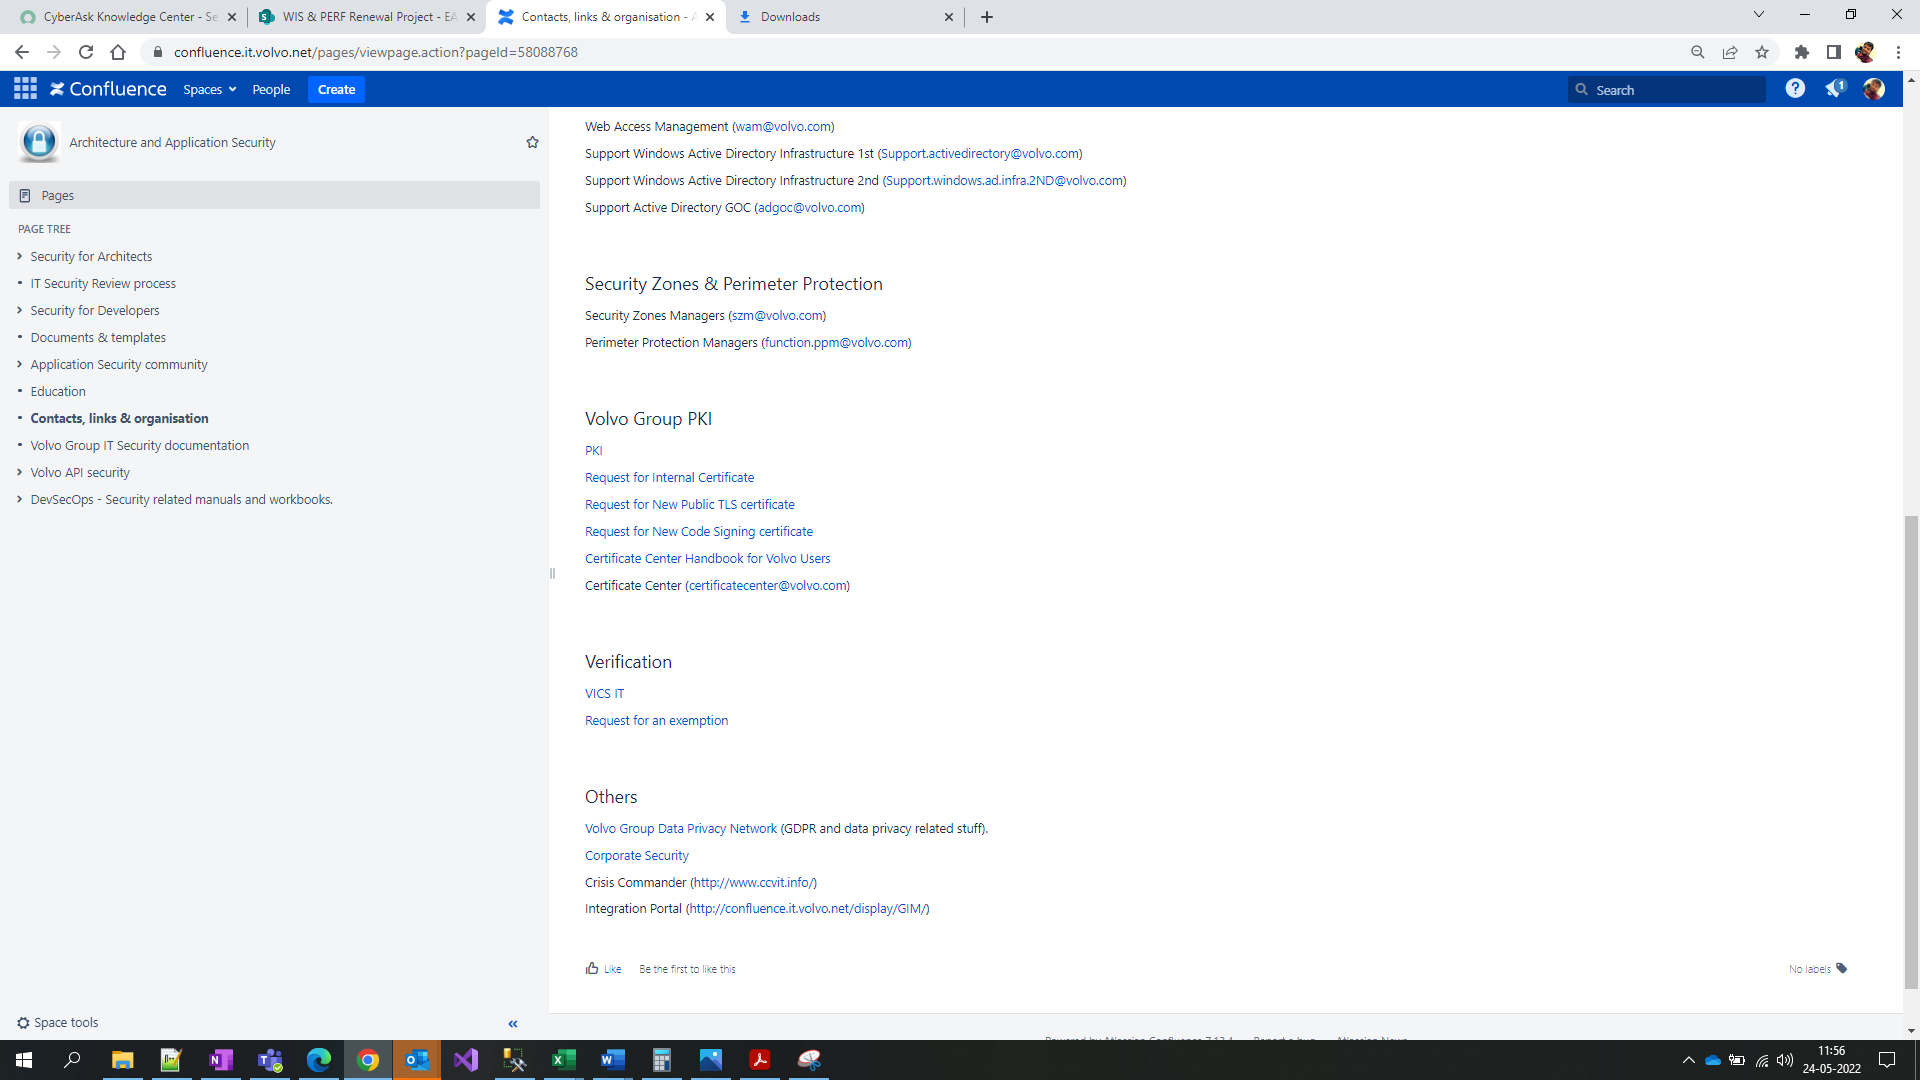 CyberAsk Knowledge Center - Se
WIS & PERF Renewal Project - EA
Contacts, links & organisation - A
Downloads
confluence.it.volvo.net/pages/viewpage.action?pageId=58088768
Confluence
Spaces
People
Create
Search
1
Architecture and Application Security
Pages
PAGE TREE
Security for Architects
IT Security Review process
Security for Developers
Documents & templates
Application Security community
Education
Contacts, links & organisation
Volvo Group IT Security documentation
Volvo API security
DevSecOps - Security related manuals and workbooks.
Space tools
Web Access Management (wam@volvo.com)
Support Windows Active Directory Infrastructure 1st (Support.activedirectory@volvo.com)
Support Windows Active Directory Infrastructure 2nd (Support.windows.ad.infra.2ND@volvo.com)
Support Active Directory GOC (adgoc@volvo.com)
Security Zones & Perimeter Protection
Security Zones Managers (szm@volvo.com)
Perimeter Protection Managers (function.ppm@volvo.com)
Volvo Group PKI
PKI
Request for Internal Certificate
Request for New Public TLS certificate
Request for New Code Signing certificate
Certificate Center Handbook for Volvo Users
Certificate Center (certificatecenter@volvo.com)
Verification
VICS IT
Request for an exemption
Others
Volvo Group Data Privacy Network (GDPR and data privacy related stuff).
Corporate Security
Crisis Commander (http://www.ccvit.info/)
Integration Portal (http://confluence.it.volvo.net/display/GIM/)
Like
Be the first to like this
No labels
11:56
24-05-2022